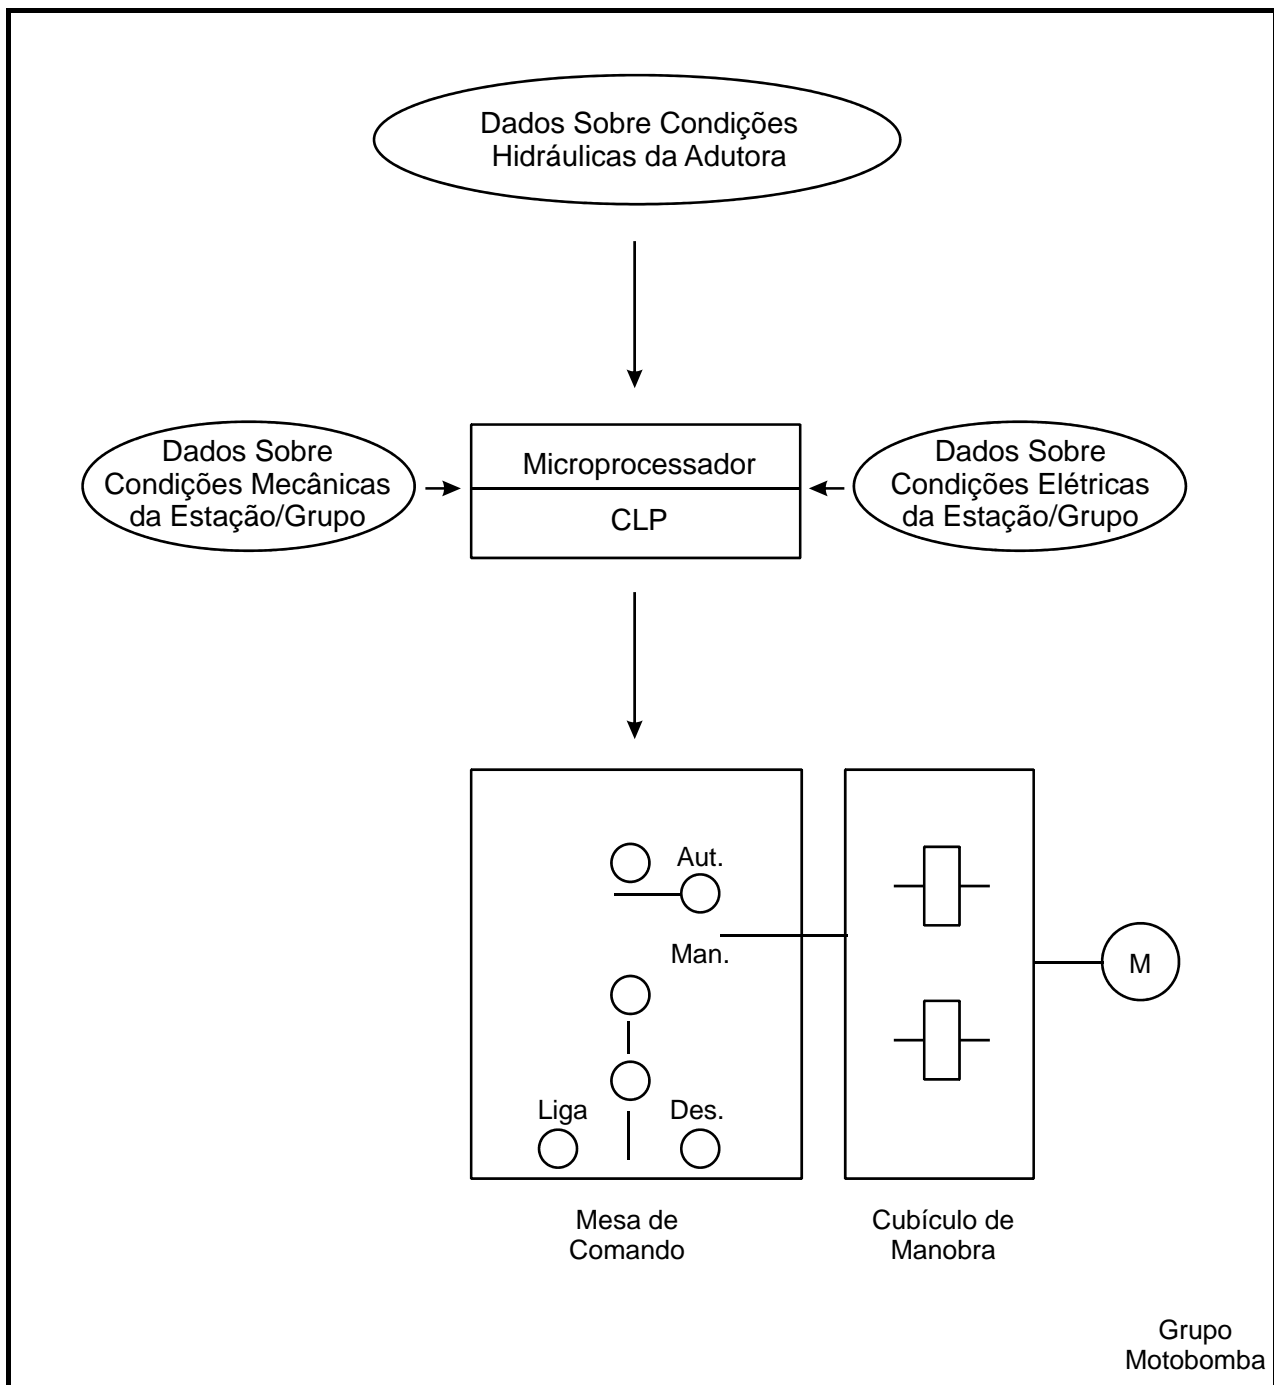 Dados Sobre Condições
Hidráulicas da Adutora
Dados Sobre
Condições Mecânicas
da Estação/Grupo
Microprocessador
CLP
Dados Sobre
Condições Elétricas
da Estação/Grupo
Aut.
Man.
Liga
Des.
M
Mesa de
Comando
Cubículo de
Manobra
Grupo
Motobomba